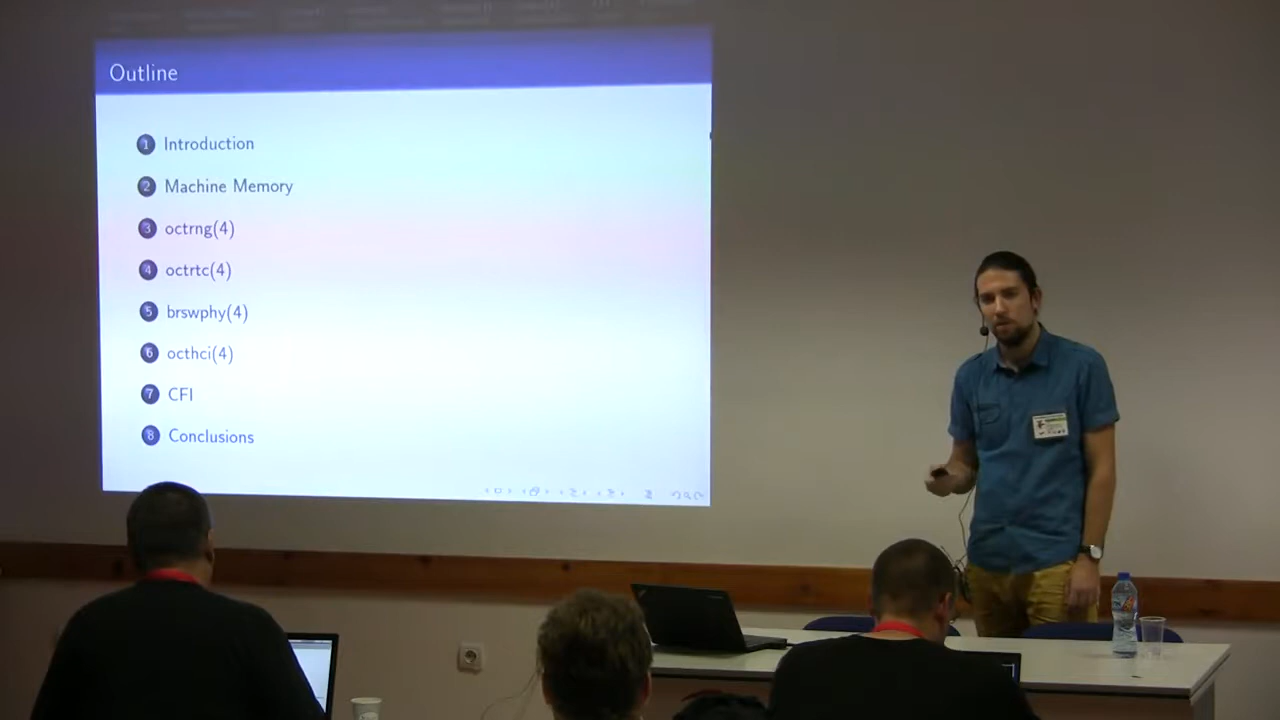 Outline
1 Introduction
2 Machine Memory
3 octrng(4)
4 octrtc(4)
5 brswphy(4)
6 octhci(4)
7 CFI
8 Conclusions